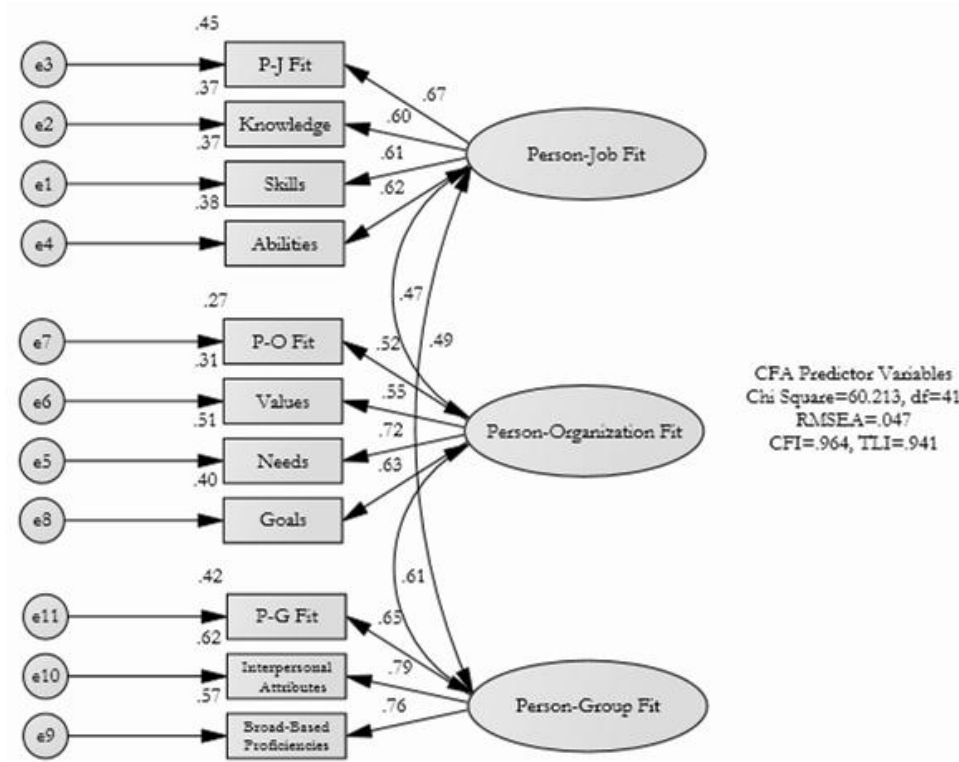 .45
e3
P-J Fit
.37
.67
e2
Knowledge
.60
.37
e1
Skills
.61
.38
.62
e4
Abilities
Person-Job Fit
.47
.49
.27
e7
P-O Fit
.52
.31
e6
Values
.55
.51
.72
e5
Needs
.63
.40
e8
Goals
Person-Organization Fit
CFA Predictor Variables
Chi Square=60.213, df=41
RMSEA=.047
CFI=.964, TLI=.941
.61
.42
e11
P-G Fit
.65
.62
e10
Interpersonal
Attributes
.79
.57
.76
e9
Broad-Based
Proficiencies
Person-Group Fit